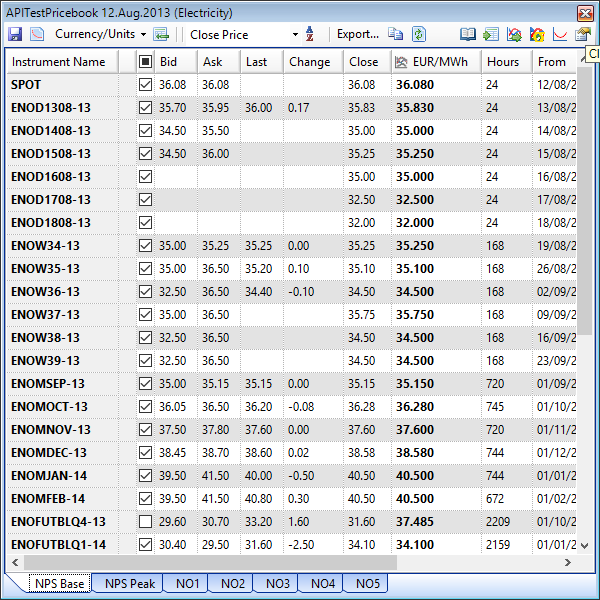 APITestPricebook 12.Aug.2013 (Electricity)
Currency/Units Close Price Export...
Instrument Name Bid Ask Last Change Close EUR/MWh Hours From
SPOT 36.08 36.08 36.08 36.080 24 12/08/2
ENOD1308-13 35.70 35.95 36.00 0.17 35.83 35.830 24 13/08/2
ENOD1408-13 34.50 35.50 35.00 35.000 24 14/08/2
ENOD1508-13 34.50 36.00 35.25 35.250 24 15/08/2
ENOD1608-13 35.00 35.000 24 16/08/2
ENOD1708-13 32.50 32.500 24 17/08/2
ENOD1808-13 32.00 32.000 24 18/08/2
ENOW34-13 35.00 35.25 35.25 0.00 35.25 35.250 168 19/08/2
ENOW35-13 35.00 36.50 35.20 0.10 35.10 35.100 168 26/08/2
ENOW36-13 32.50 36.50 34.40 -0.10 34.50 34.500 168 02/09/2
ENOW37-13 35.00 36.50 35.75 35.750 168 09/09/2
ENOW38-13 32.50 36.50 34.50 34.500 168 16/09/2
ENOW39-13 32.50 36.50 34.50 34.500 168 23/09/2
ENOMSEP-13 35.00 35.15 35.15 0.00 35.15 35.150 720 01/09/2
ENOMOCT-13 36.05 36.50 36.20 -0.08 36.28 36.280 745 01/10/2
ENOMNOV-13 37.50 37.80 37.60 0.00 37.60 37.600 720 01/11/2
ENOMDEC-13 38.45 38.70 38.60 0.02 38.58 38.580 744 01/12/2
ENOMJAN-14 39.50 41.50 40.00 -0.50 40.50 40.500 744 01/01/2
ENOMFEB-14 39.50 41.50 40.80 0.30 40.50 40.500 672 01/02/2
ENOFUTBLQ4-13 29.60 30.70 33.20 1.60 31.60 37.485 2209 01/10/2
ENOFUTBLQ1-14 30.40 29.50 31.60 -2.50 34.10 34.100 2159 01/01/2
NPS Base NPS Peak NO1 NO2 NO3 NO4 NO5